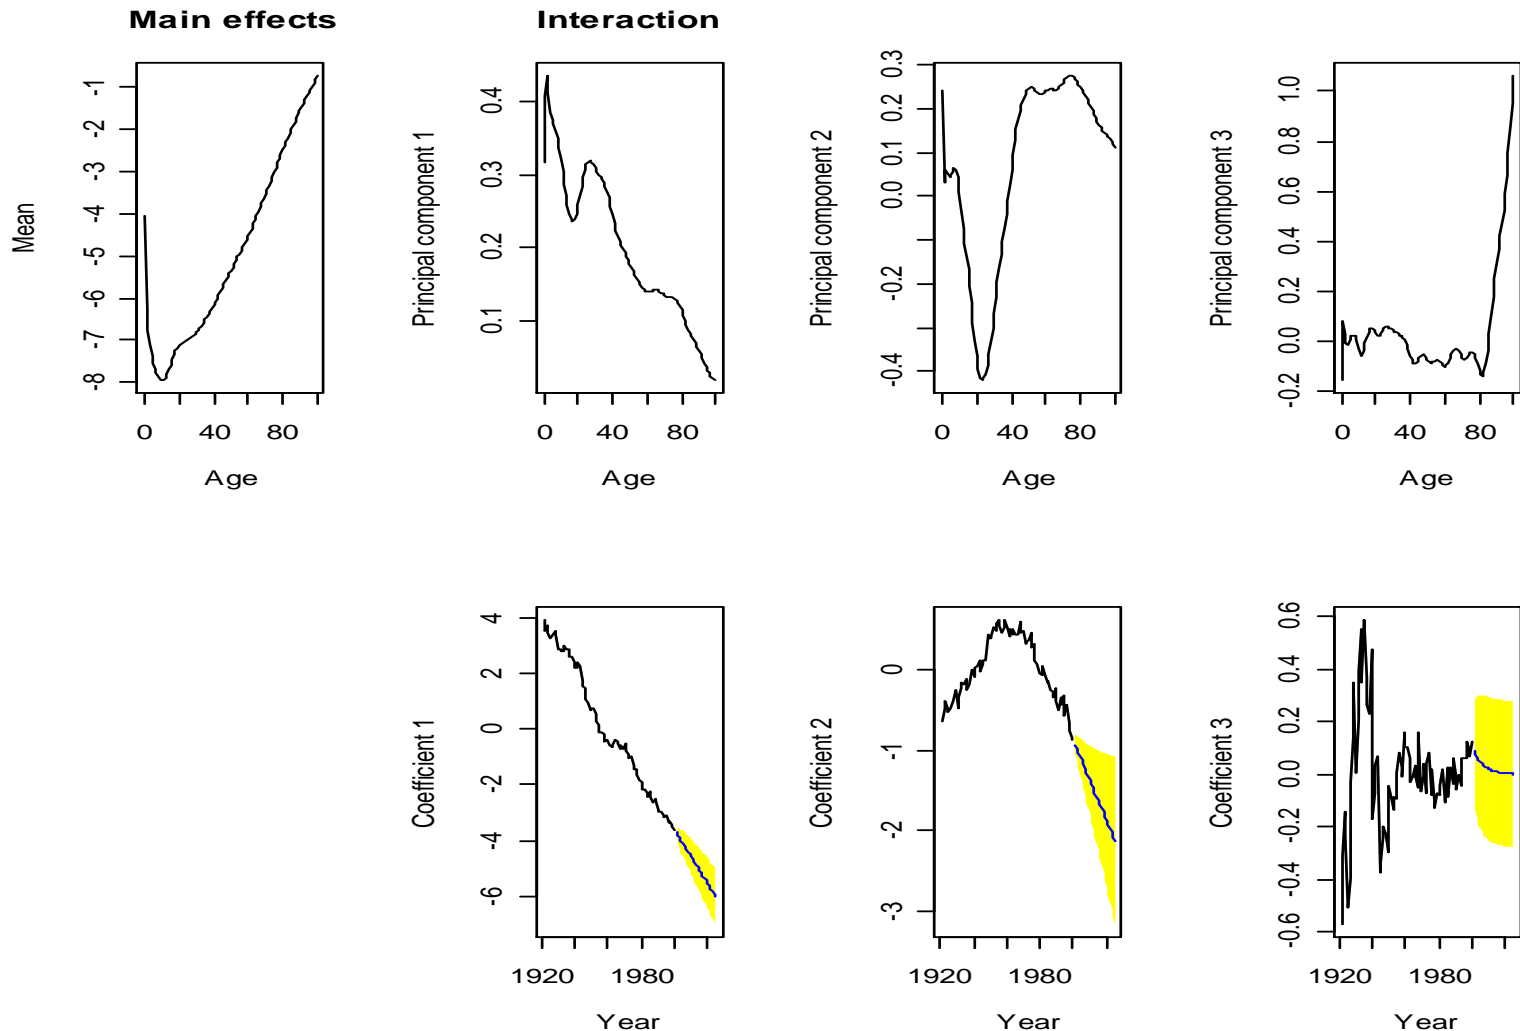 Main effects
Interaction
Mean
-1
-2
-3
-4
-5
-6
-7
-8
0 40 80
Age
Principal component 1
0.4
0.3
0.2
0.1
0 40 80
Age
Principal component 2
0.3
0.2
0.1
0.0
-0.2
-0.4
0 40 80
Age
Principal component 3
1.0
0.8
0.6
0.4
0.2
0.0
-0.2
0 40 80
Age
Coefficient 1
4
2
0
-2
-4
-6
1920 1980
Year
Coefficient 2
0
-1
-2
-3
1920 1980
Year
Coefficient 3
0.6
0.4
0.2
0.0
-0.2
-0.4
-0.6
1920 1980
Year